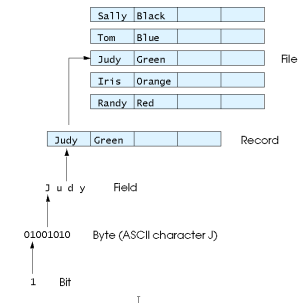 Sally Black
Tom Blue
Judy Green File
Iris Orange
Randy Red
Judy Green Record
J u d y Field
01001010 Byte (ASCII character J)
1 Bit